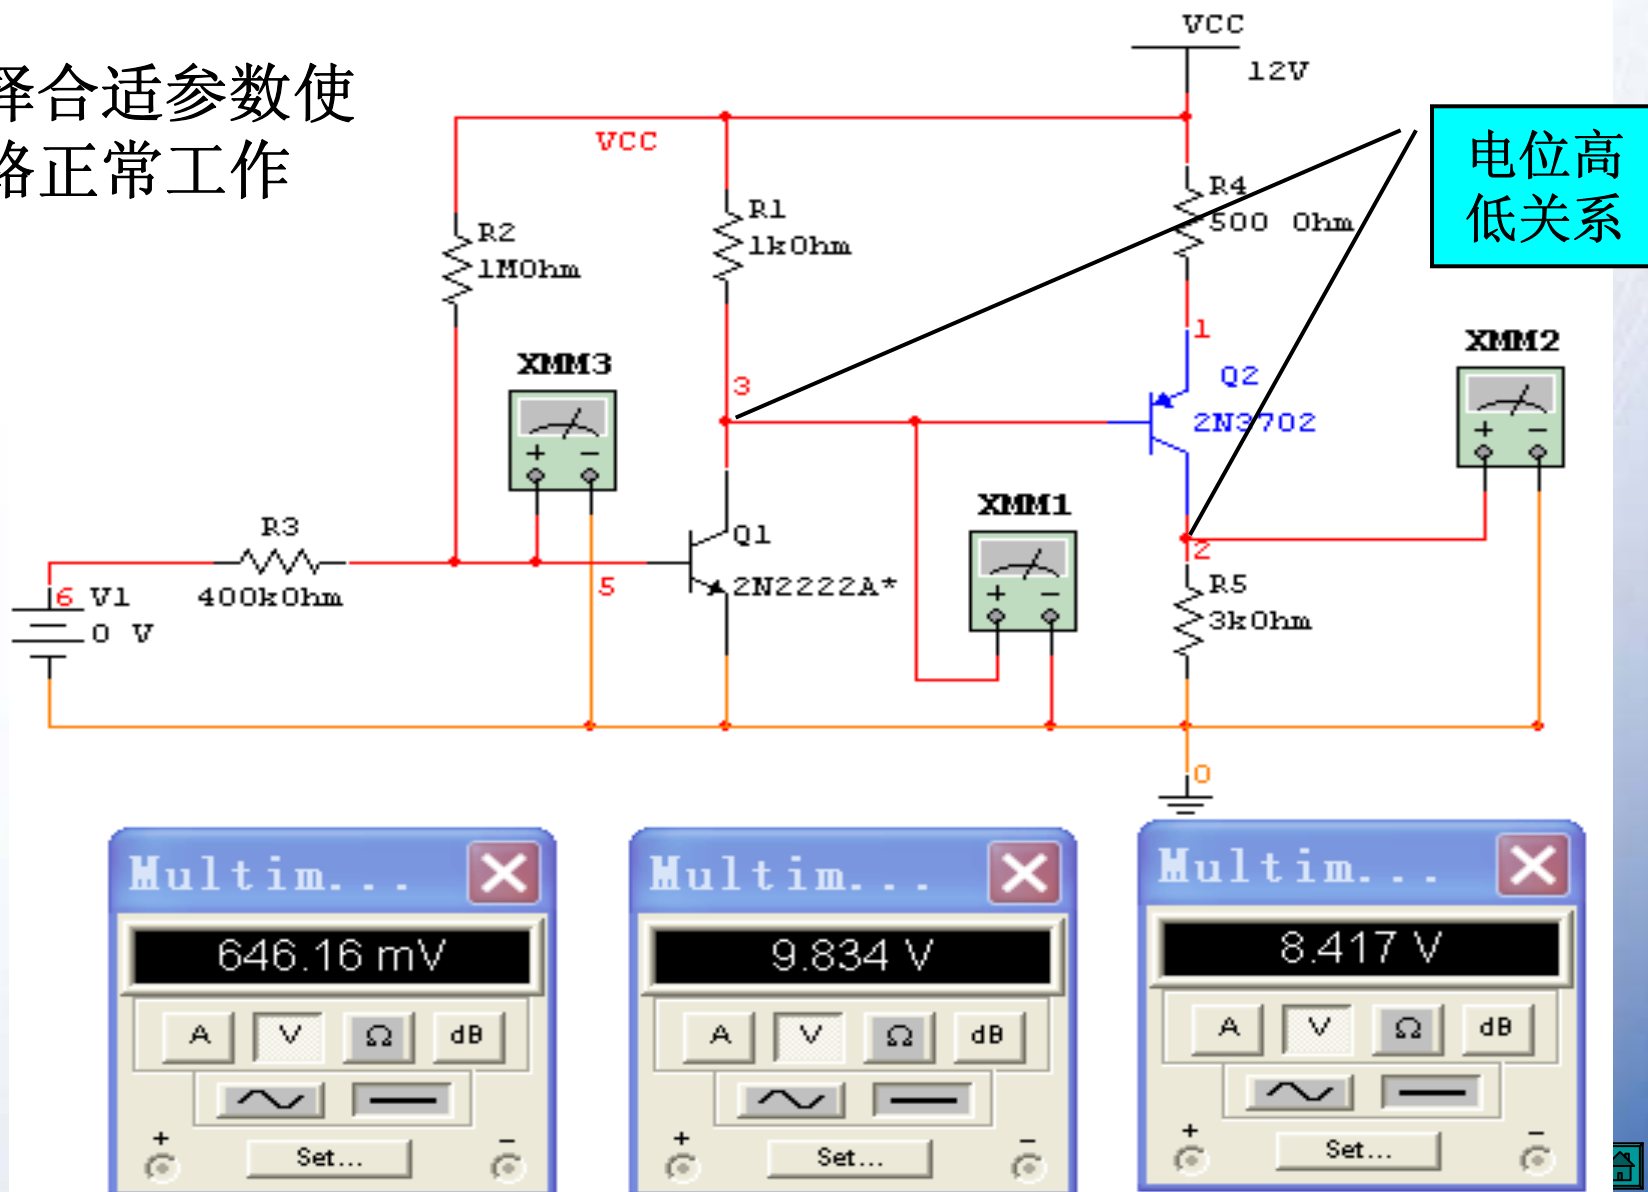 择合适参数使
路正常工作
VCC
12V
VCC
电位高
低关系
R4
500 Ohm
R1
1kOhm
R2
1MOhm
1
XMM3
XMM2
3
Q2
2N3702
+ −
+ −
XMM1
R3
400kOhm
Q1
2N2222A*
2
5
+ −
6 V1
0 V
R5
3kOhm
0
Multim...
646.16 mV
A V Ω dB
+ −
Set...
Multim...
9.834 V
A V Ω dB
+ −
Set...
Multim...
8.417 V
A V Ω dB
+ −
Set...